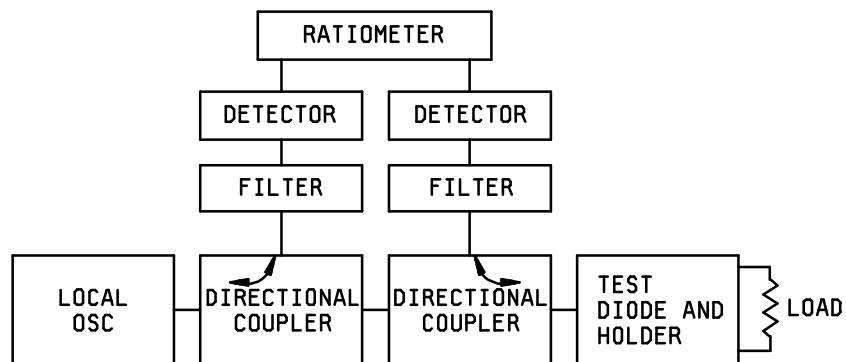 RATIOMETER
DETECTOR
DETECTOR
FILTER
FILTER
LOCAL
OSC
DIRECTIONAL
COUPLER
DIRECTIONAL
COUPLER
TEST
DIODE AND
HOLDER
LOAD